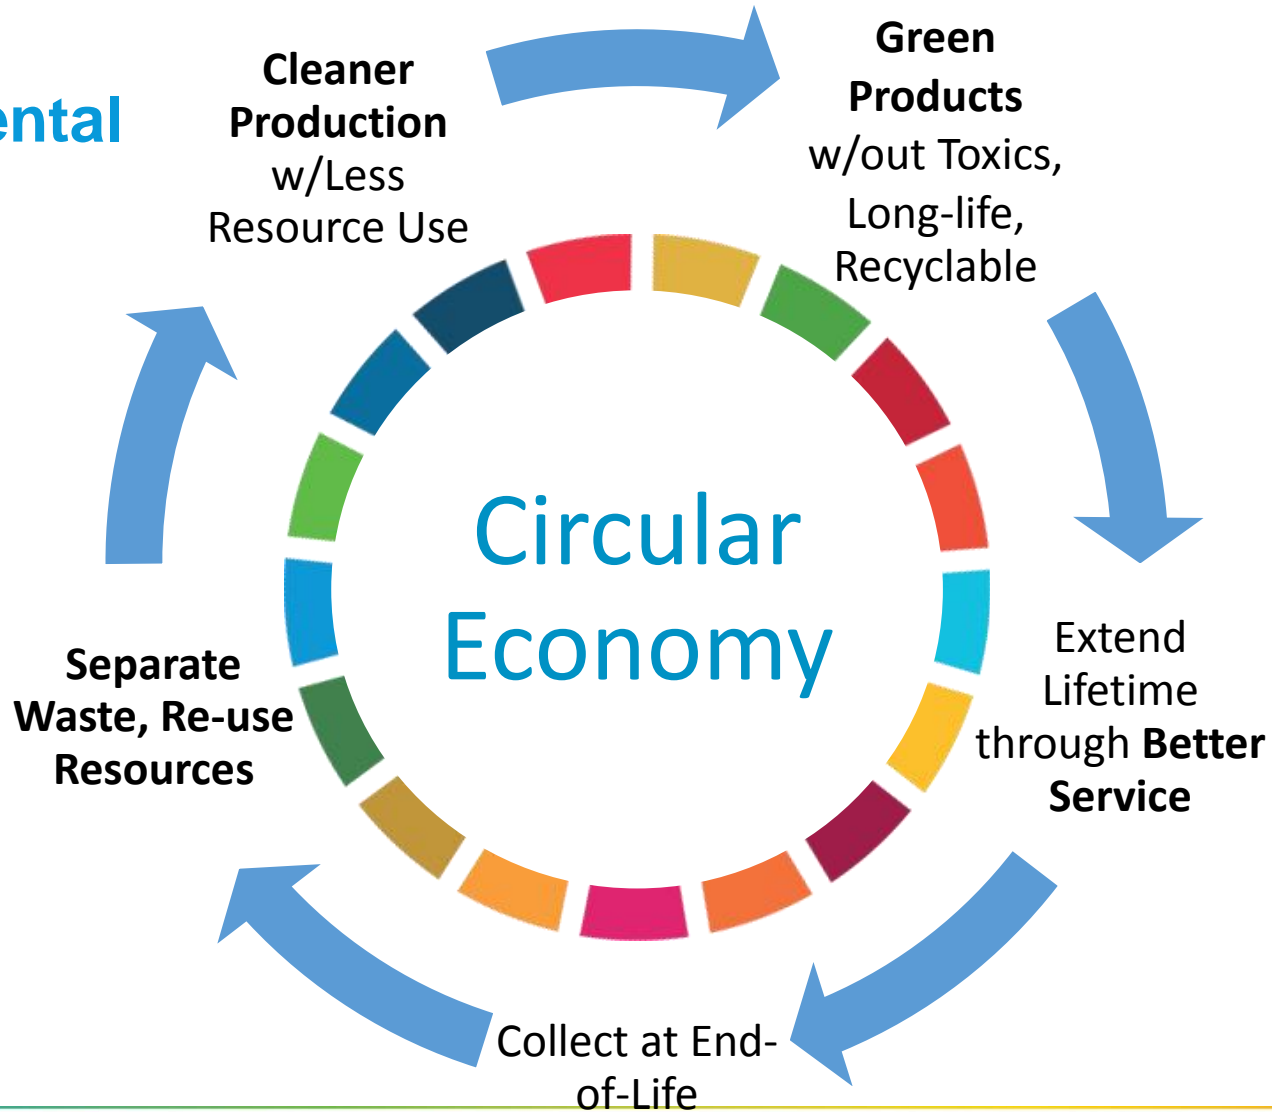 ental
Cleaner
Production
w/Less
Resource Use
Green
Products
w/out Toxics,
Long-life,
Recyclable
Circular
Economy
Extend
Lifetime
through Better
Service
Separate
Waste, Re-use
Resources
Collect at End-
of-Life